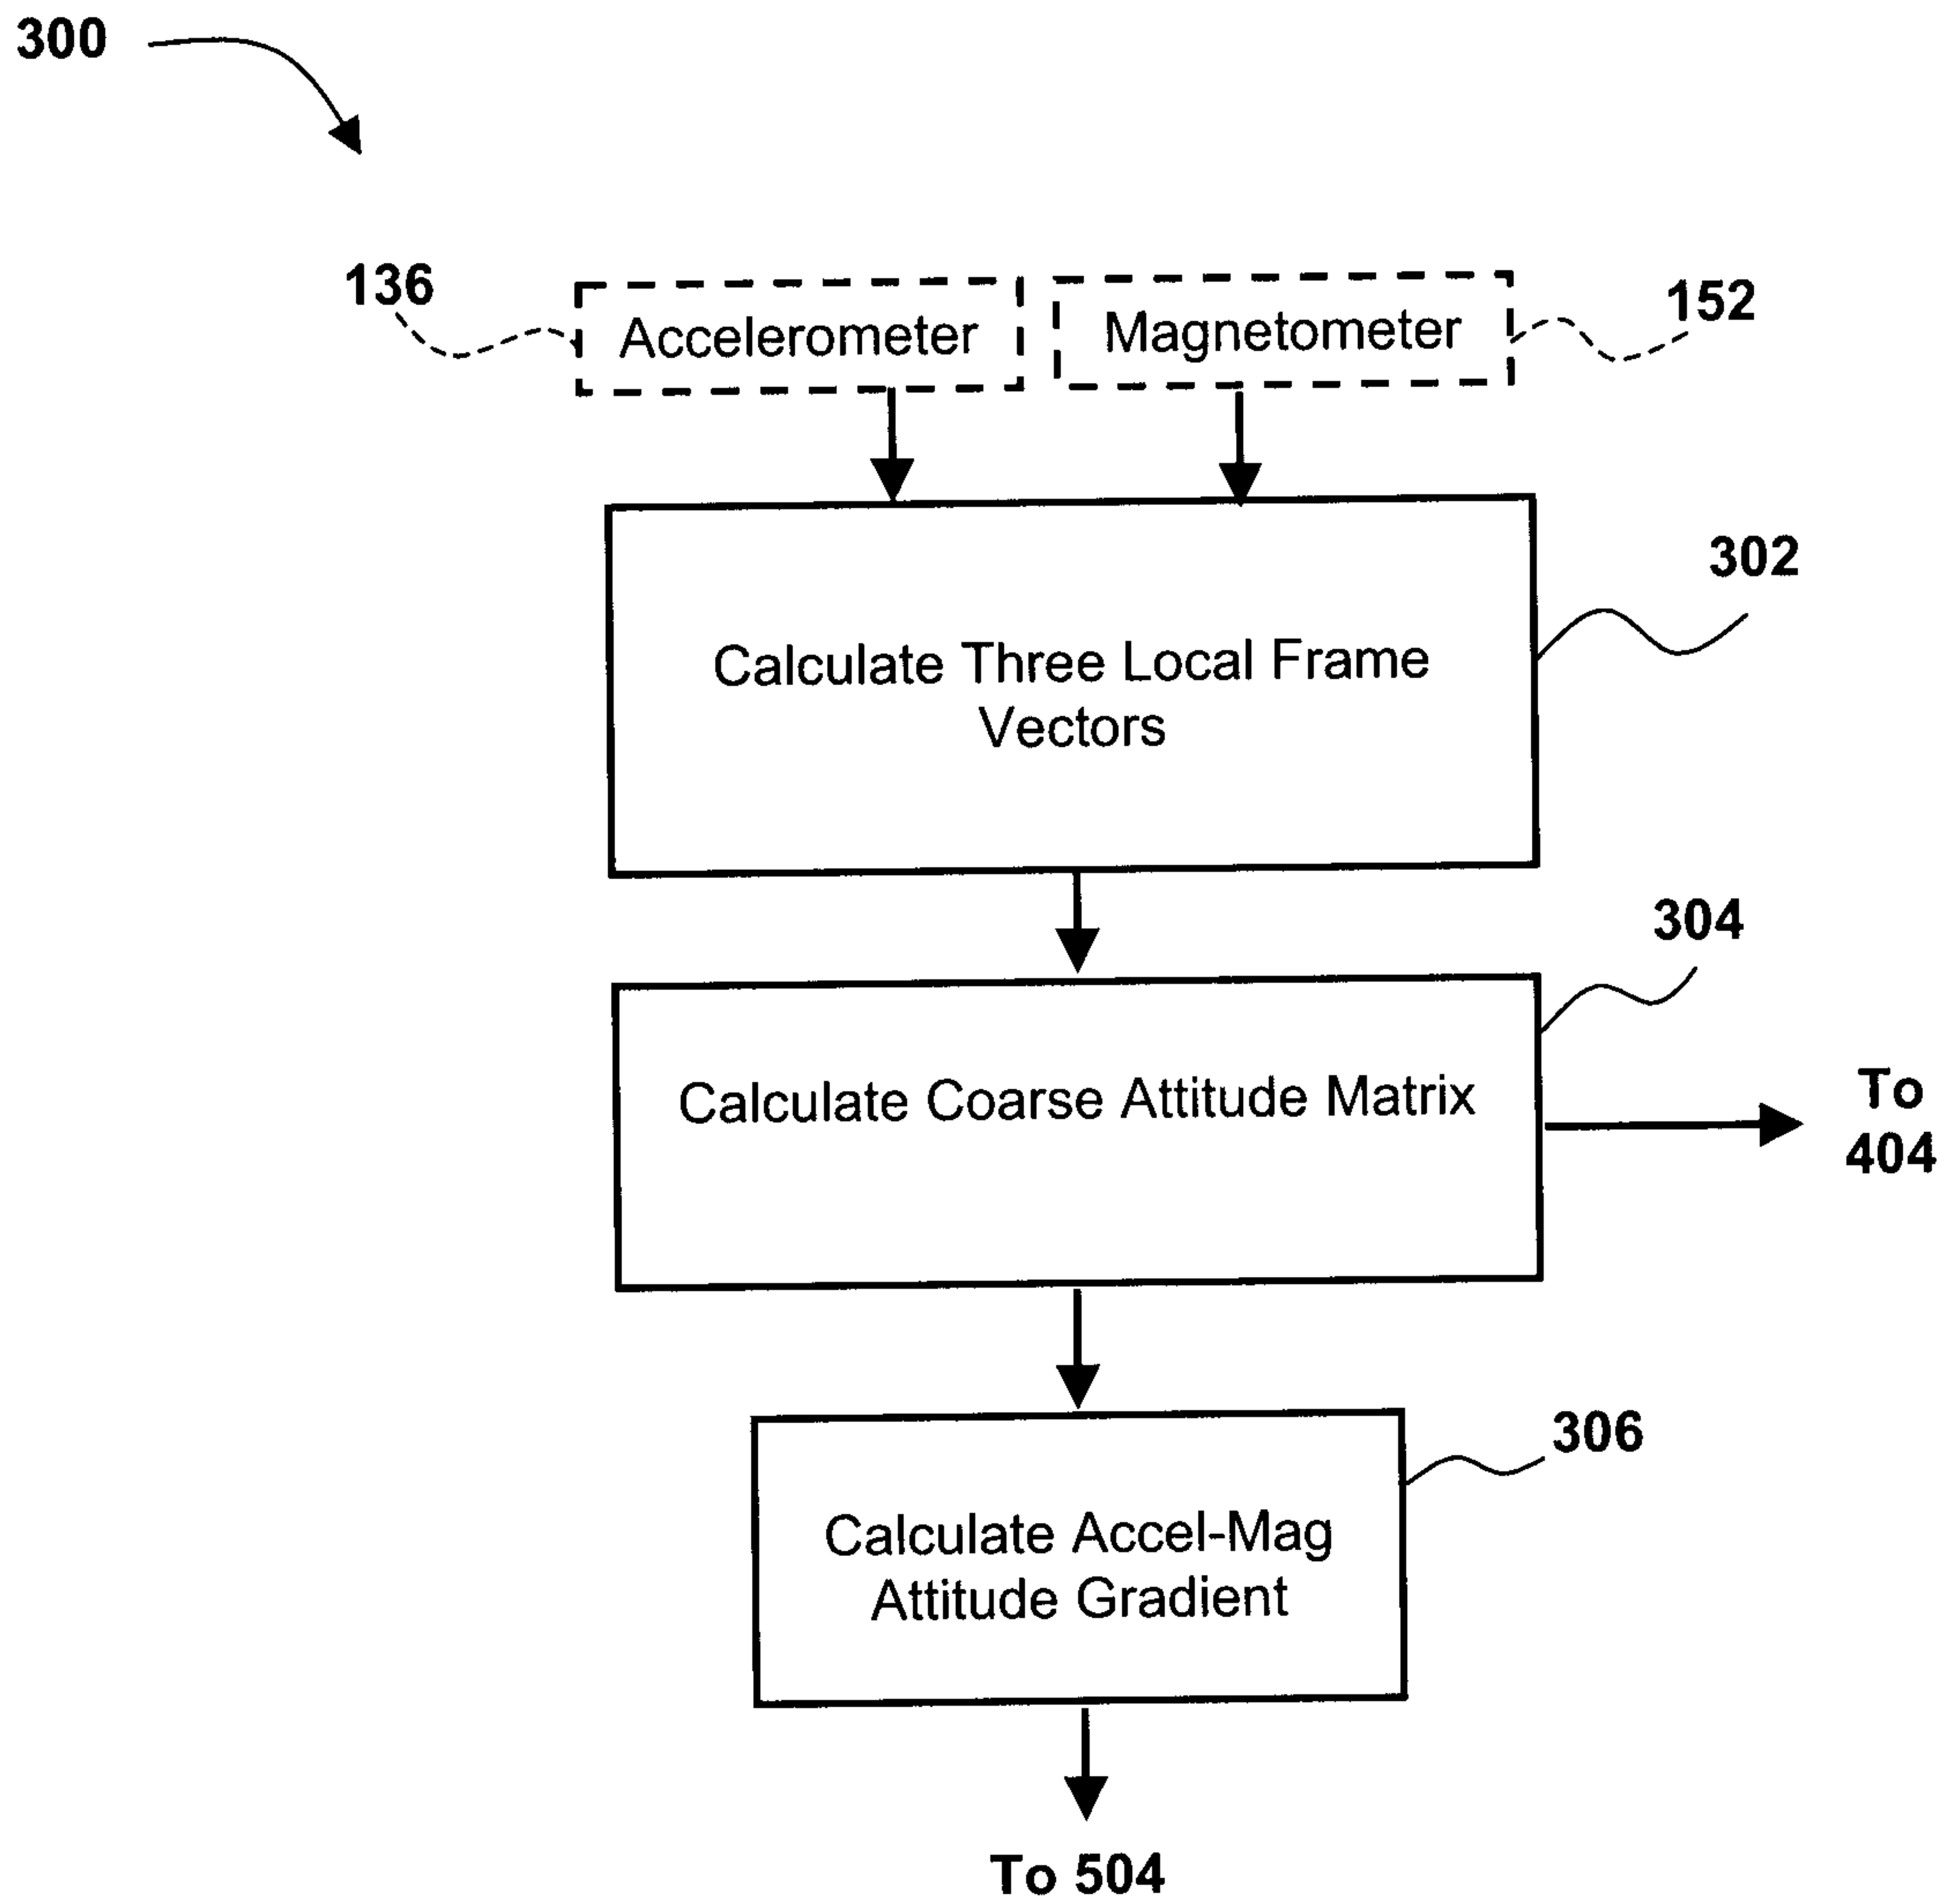 300
136
Accelerometer
Magnetometer
152
Calculate Three Local Frame
Vectors
302
304
Calculate Coarse Attitude Matrix
To
404
306
Calculate Accel-Mag
Attitude Gradient
To 504